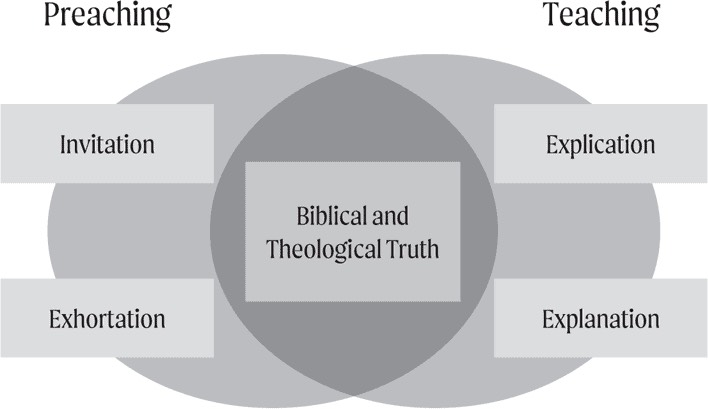 Preaching
Teaching
Invitation
Explication
Biblical and
Theological Truth
Exhortation
Explanation